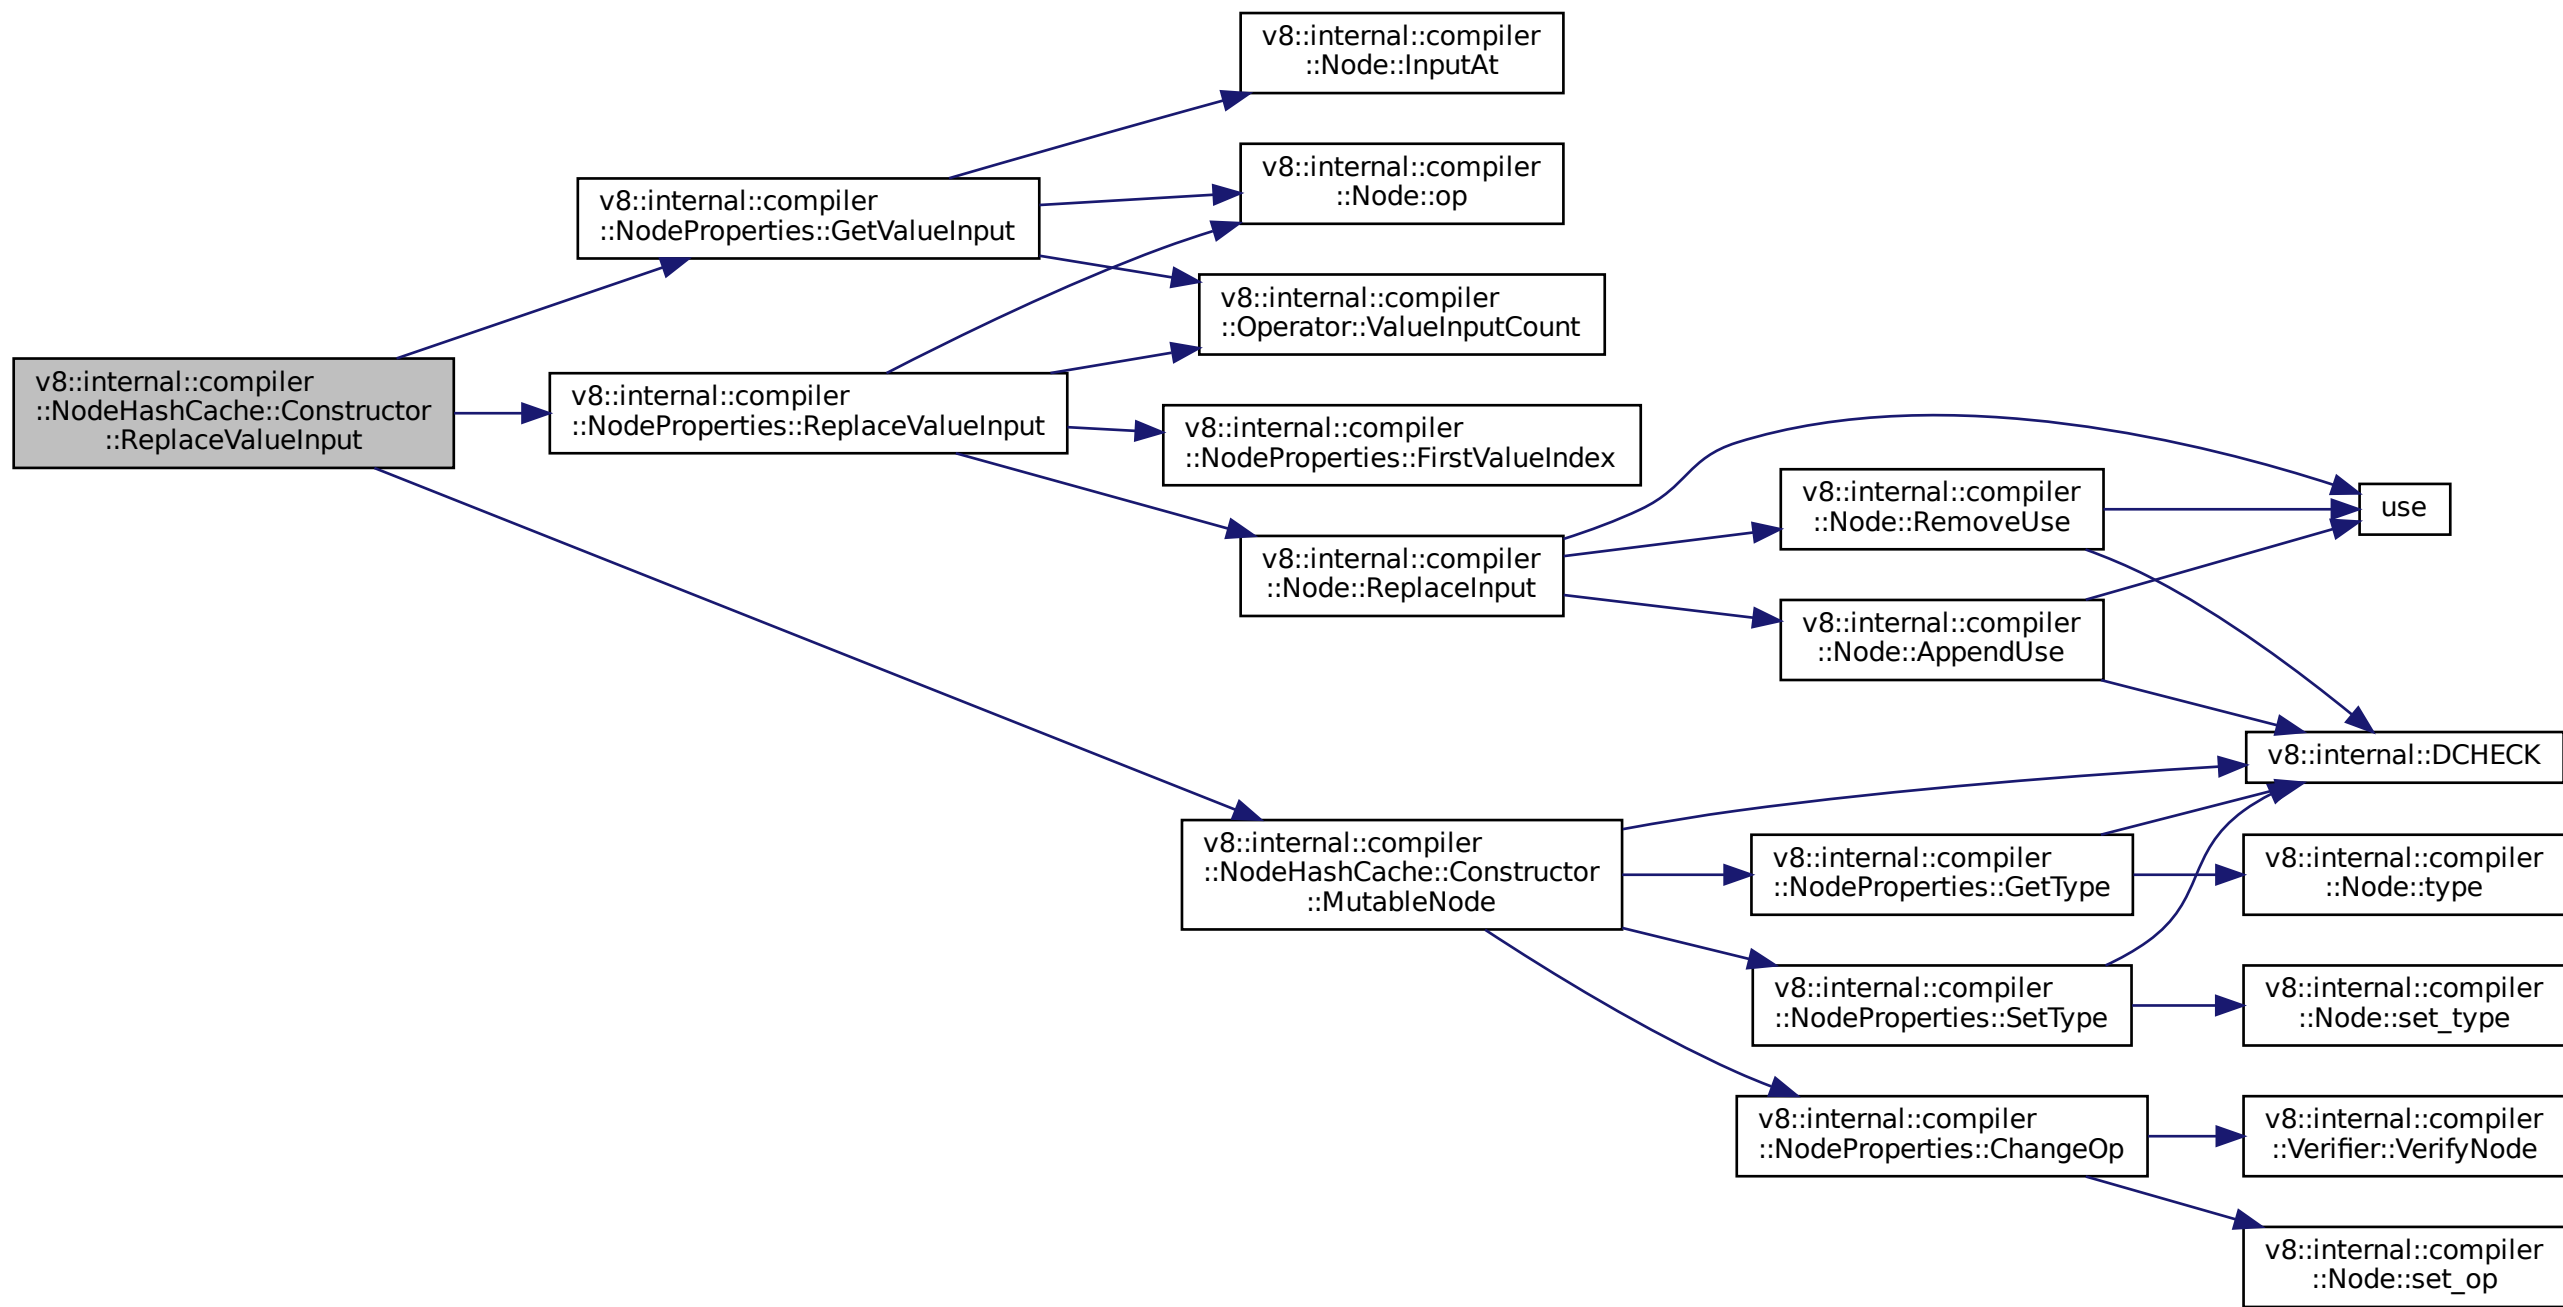 v8::internal::compiler
::NodeHashCache::Constructor
::ReplaceValueInput
v8::internal::compiler
::NodeProperties::GetValueInput
v8::internal::compiler
::NodeProperties::ReplaceValueInput
v8::internal::compiler
::Node::InputAt
v8::internal::compiler
::Node::op
v8::internal::compiler
::Operator::ValueInputCount
v8::internal::compiler
::NodeProperties::FirstValueIndex
v8::internal::compiler
::Node::ReplaceInput
v8::internal::compiler
::NodeHashCache::Constructor
::MutableNode
v8::internal::compiler
::Node::RemoveUse
v8::internal::compiler
::Node::AppendUse
v8::internal::compiler
::NodeProperties::GetType
v8::internal::compiler
::NodeProperties::SetType
v8::internal::compiler
::NodeProperties::ChangeOp
use
v8::internal::DCHECK
v8::internal::compiler
::Node::type
v8::internal::compiler
::Node::set_type
v8::internal::compiler
::Verifier::VerifyNode
v8::internal::compiler
::Node::set_op